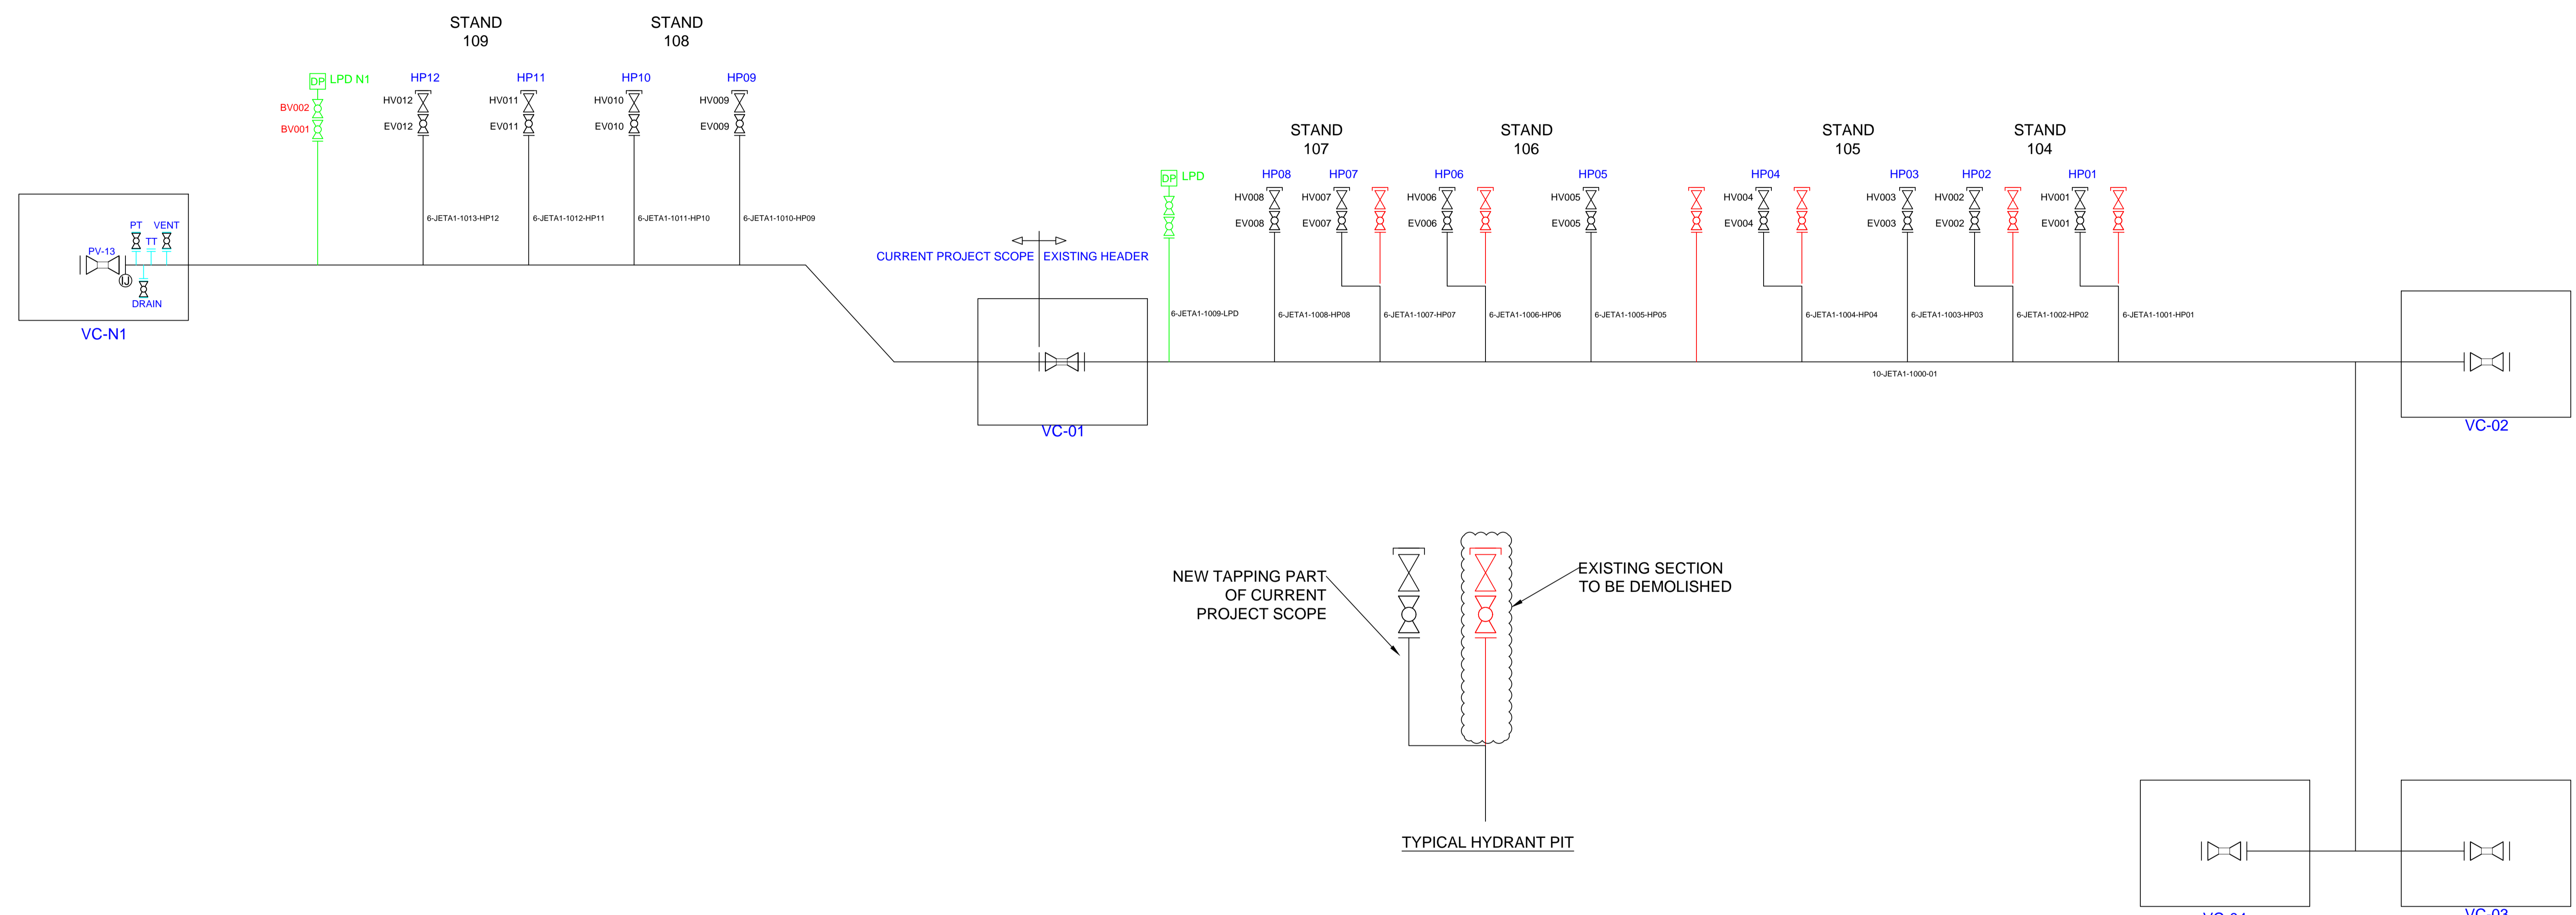 STAND
109
STAND
108
DP LPD N1
HP12
HP11
HP10
HP09
BV002
BV001
HV012
EV012
HV011
EV011
HV010
EV010
HV009
EV009
6-JETA1-1013-HP12
6-JETA1-1012-HP11
6-JETA1-1011-HP10
6-JETA1-1010-HP09
PT
VENT
TT
PV-13
IJ
DRAIN
VC-N1
CURRENT PROJECT SCOPE
EXISTING HEADER
VC-01
STAND
107
STAND
106
STAND
105
STAND
104
DP LPD
HP08
HP07
HP06
HP05
HP04
HP03
HP02
HP01
HV008
EV008
HV007
EV007
HV006
EV006
HV005
EV005
HV004
EV004
HV003
EV003
HV002
EV002
HV001
EV001
6-JETA1-1009-LPD
6-JETA1-1008-HP08
6-JETA1-1007-HP07
6-JETA1-1006-HP06
6-JETA1-1005-HP05
6-JETA1-1004-HP04
6-JETA1-1003-HP03
6-JETA1-1002-HP02
6-JETA1-1001-HP01
10-JETA1-1000-01
VC-02
NEW TAPPING PART
OF CURRENT
PROJECT SCOPE
EXISTING SECTION
TO BE DEMOLISHED
TYPICAL HYDRANT PIT
VC-03